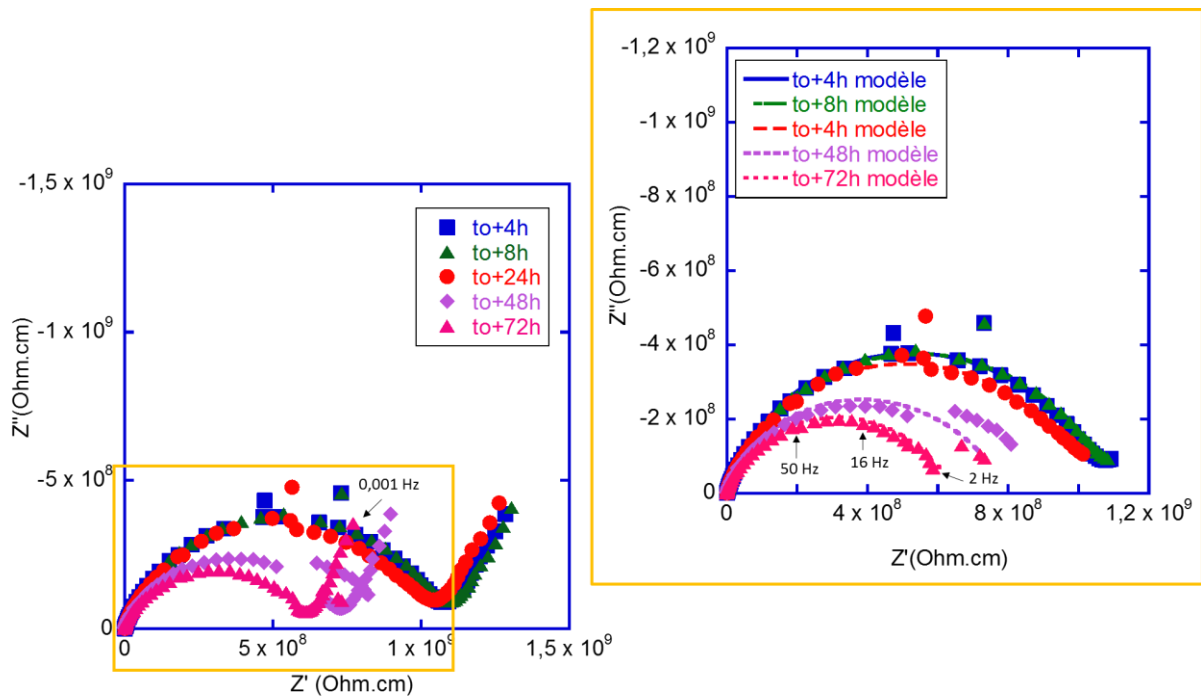 -1,5 x 10⁹
-1 x 10⁹
-5 x 10⁸
0
Z''(Ohm.cm)
to+4h
to+8h
to+24h
to+48h
to+72h
0,001 Hz
0
5 x 10⁸
1 x 10⁹
1,5 x 10⁹
Z' (Ohm.cm)
-1,2 x 10⁹
-1 x 10⁹
-8 x 10⁸
-6 x 10⁸
-4 x 10⁸
-2 x 10⁸
0
Z''(Ohm.cm)
to+4h modèle
to+8h modèle
to+4h modèle
to+48h modèle
to+72h modèle
50 Hz
16 Hz
2 Hz
0
4 x 10⁸
8 x 10⁸
1,2 x 10⁹
Z'(Ohm.cm)